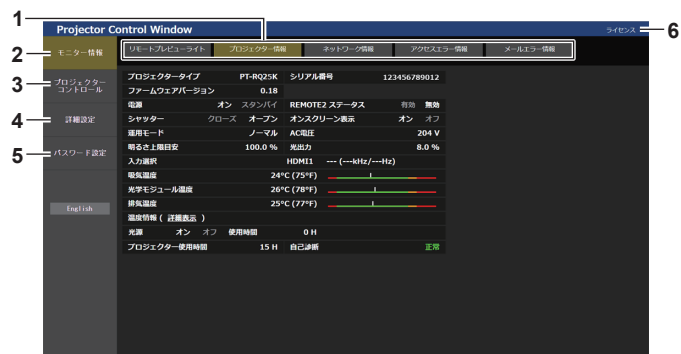 1
Projector Control Window
ライセンス
6
2
モニター情報
リモートプレビューライト
プロジェクター情報
ネットワーク情報
アクセスエラー情報
メールエラー情報
3
プロジェクター
コントロール
4
詳細設定
5
パスワード設定
English
プロジェクタータイプ PT-RQ25K シリアル番号 123456789012
ファームウェアバージョン 0.18
電源 オン スタンバイ REMOTE2 ステータス 有効 無効
シャッター クローズ オープン オンスクリーン表示 オン オフ
運用モード ノーマル AC電圧 204 V
明るさ上限目安 100.0 % 光出力 8.0 %
入力選択 HDMI1 --- (---kHz/---Hz)
吸気温度 24°C (75°F)
光学モジュール温度 26°C (78°F)
排気温度 25°C (77°F)
温度情報 ( 詳細表示 )
光源 オン オフ 使用時間 0 H
プロジェクター使用時間 15 H 自己診断 正常